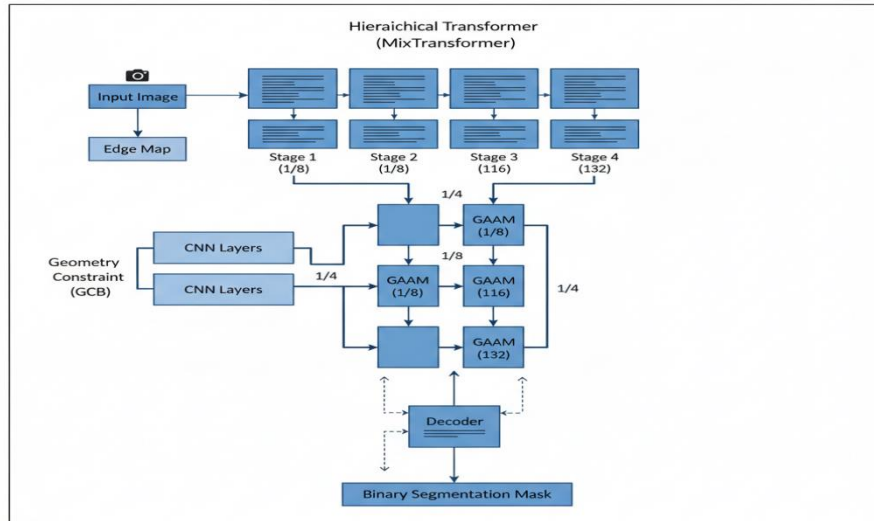 Hieraichical Transformer
(MixTransformer)
Input Image
Edge Map
Stage 1
(1/8)
Stage 2
(1/8)
Stage 3
(116)
Stage 4
(132)
1/4
GAAM
(1/8)
CNN Layers
1/8
Geometry
Constraint
(GCB)
CNN Layers
1/4
GAAM
(1/8)
GAAM
(116)
1/4
GAAM
(132)
Decoder
Binary Segmentation Mask